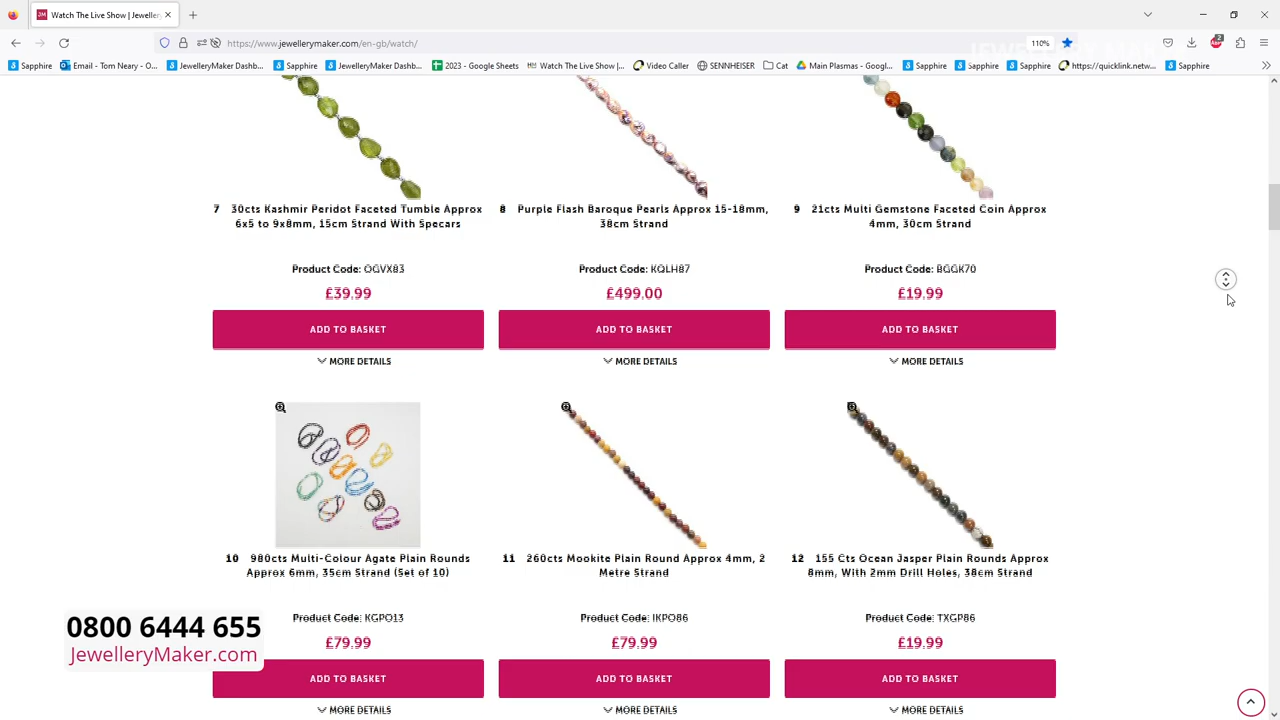 Watch The Live Show | Jewellery
https://www.jewellerymaker.com/en-gb/watch/
110%
2
Sapphire
Email - Tom Neary - O...
JewelleryMaker Dashb...
Sapphire
JewelleryMaker Dashb...
2023 - Google Sheets
Watch The Live Show |...
Video Caller
SENNHEISER
Cat
Main Plasmas - Googl...
Sapphire
Sapphire
Sapphire
https://quicklink.netw...
Sapphire
7 30cts Kashmir Peridot Faceted Tumble Approx
6x5 to 9x8mm, 15cm Strand With Specars
Product Code: OGVX83
£39.99
ADD TO BASKET
MORE DETAILS
8 Purple Flash Baroque Pearls Approx 15-18mm,
38cm Strand
Product Code: KQLH87
£499.00
ADD TO BASKET
MORE DETAILS
9 21cts Multi Gemstone Faceted Coin Approx
4mm, 30cm Strand
Product Code: BGGK70
£19.99
ADD TO BASKET
MORE DETAILS
10 980cts Multi-Colour Agate Plain Rounds
Approx 6mm, 35cm Strand (Set of 10)
Product Code: KGPO13
£79.99
ADD TO BASKET
MORE DETAILS
11 260cts Mookite Plain Round Approx 4mm, 2
Metre Strand
Product Code: IKPO86
£79.99
ADD TO BASKET
MORE DETAILS
12 155 Cts Ocean Jasper Plain Rounds Approx
8mm, With 2mm Drill Holes, 38cm Strand
Product Code: TXGP86
£19.99
ADD TO BASKET
MORE DETAILS
0800 6444 655
JewelleryMaker.com